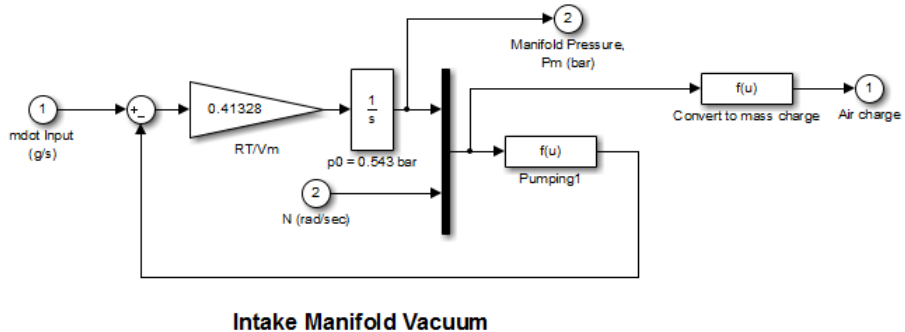 2
Manifold Pressure,
Pm (bar)
1
mdot Input
(g/s)
+
-
0.41328
RT/Vm
1
s
p0 = 0.543 bar
2
N (rad/sec)
f(u)
Pumping1
f(u)
Convert to mass charge
1
Air charge
Intake Manifold Vacuum